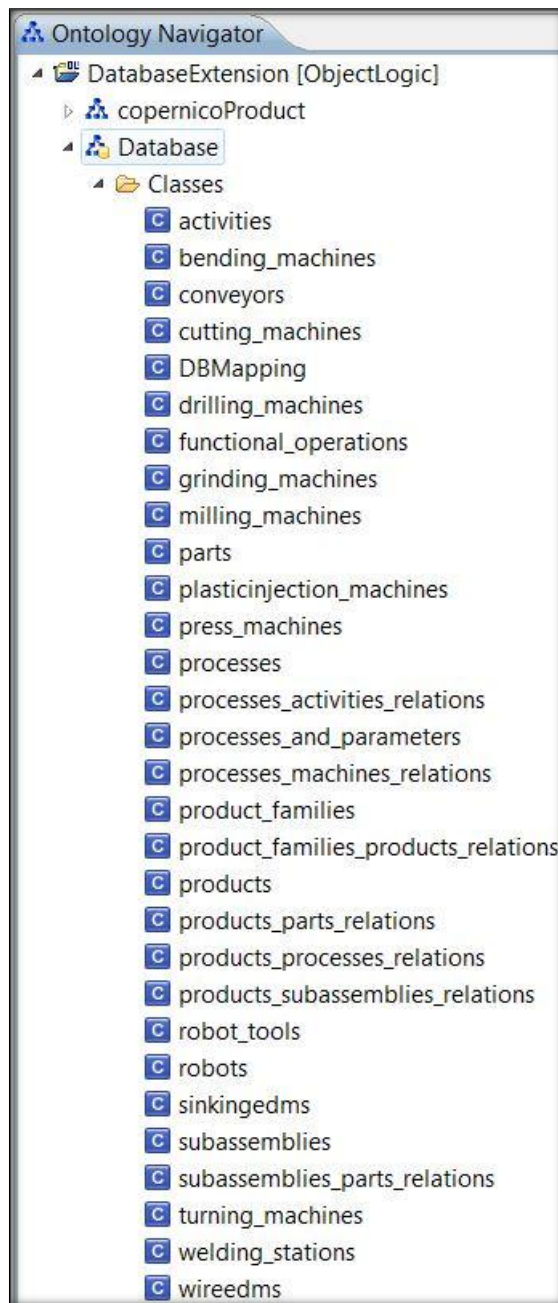 Ontology Navigator
DatabaseExtension [ObjectLogic]
copernicoProduct
Database
Classes
activities
bending_machines
conveyors
cutting_machines
DBMapping
drilling_machines
functional_operations
grinding_machines
milling_machines
parts
plasticinjection_machines
press_machines
processes
processes_activities_relations
processes_and_parameters
processes_machines_relations
product_families
product_families_products_relations
products
products_parts_relations
products_processes_relations
products_subassemblies_relations
robot_tools
robots
sinkingedms
subassemblies
subassemblies_parts_relations
turning_machines
welding_stations
wireedms